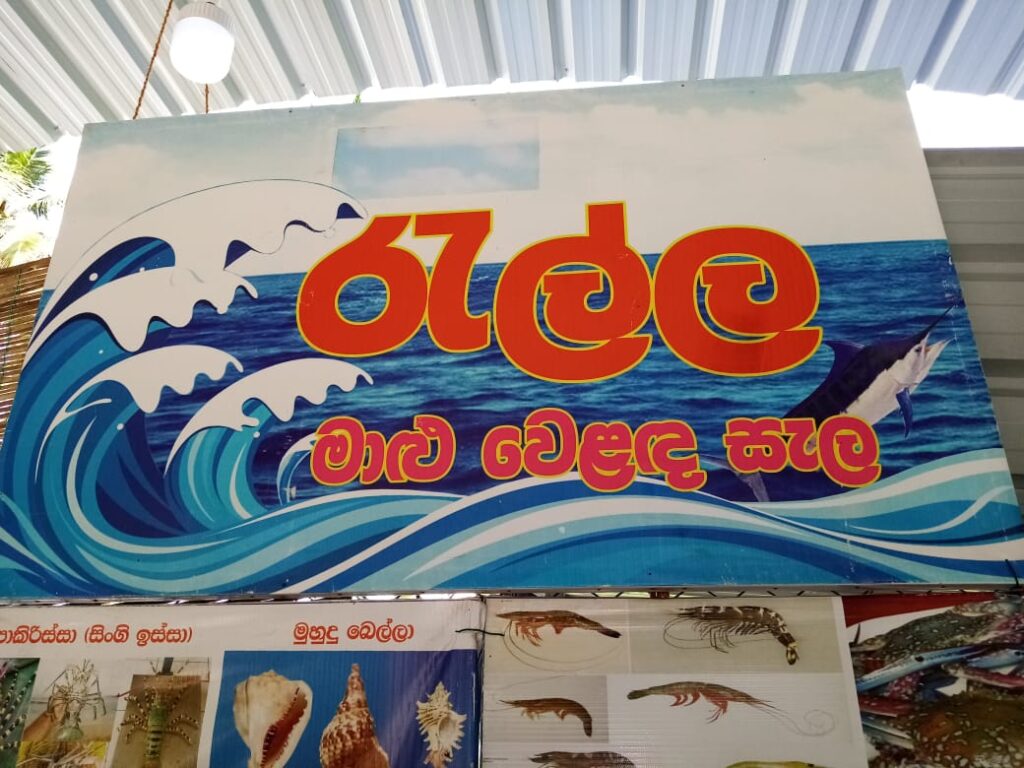 රැල්ල
මාළු වෙළඳ සැල
පොකිරිස්සා (සිංගි ඉස්සා)
මුහුදු බෙල්ලා